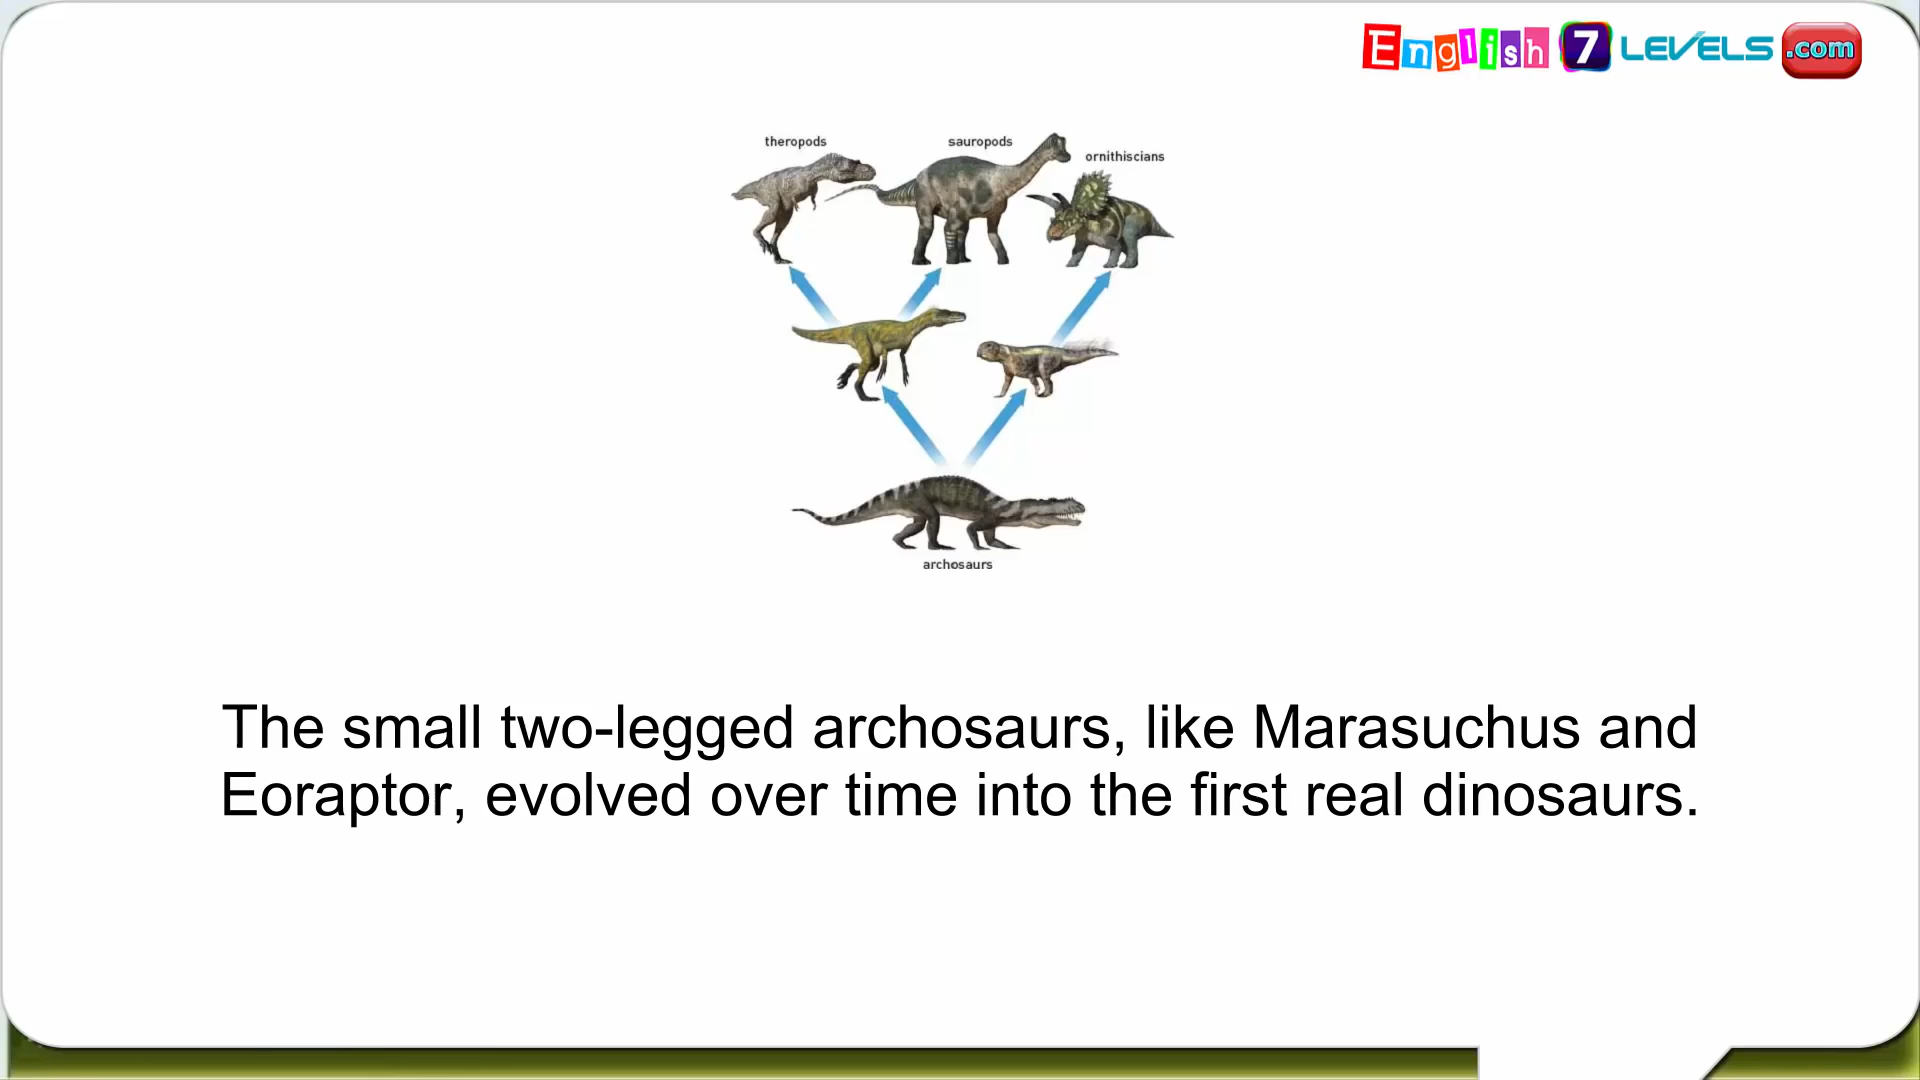 English 7 LEVELS .com
theropods
sauropods
ornithiscians
archosaurs
The small two-legged archosaurs, like Marasuchus and
Eoraptor, evolved over time into the first real dinosaurs.